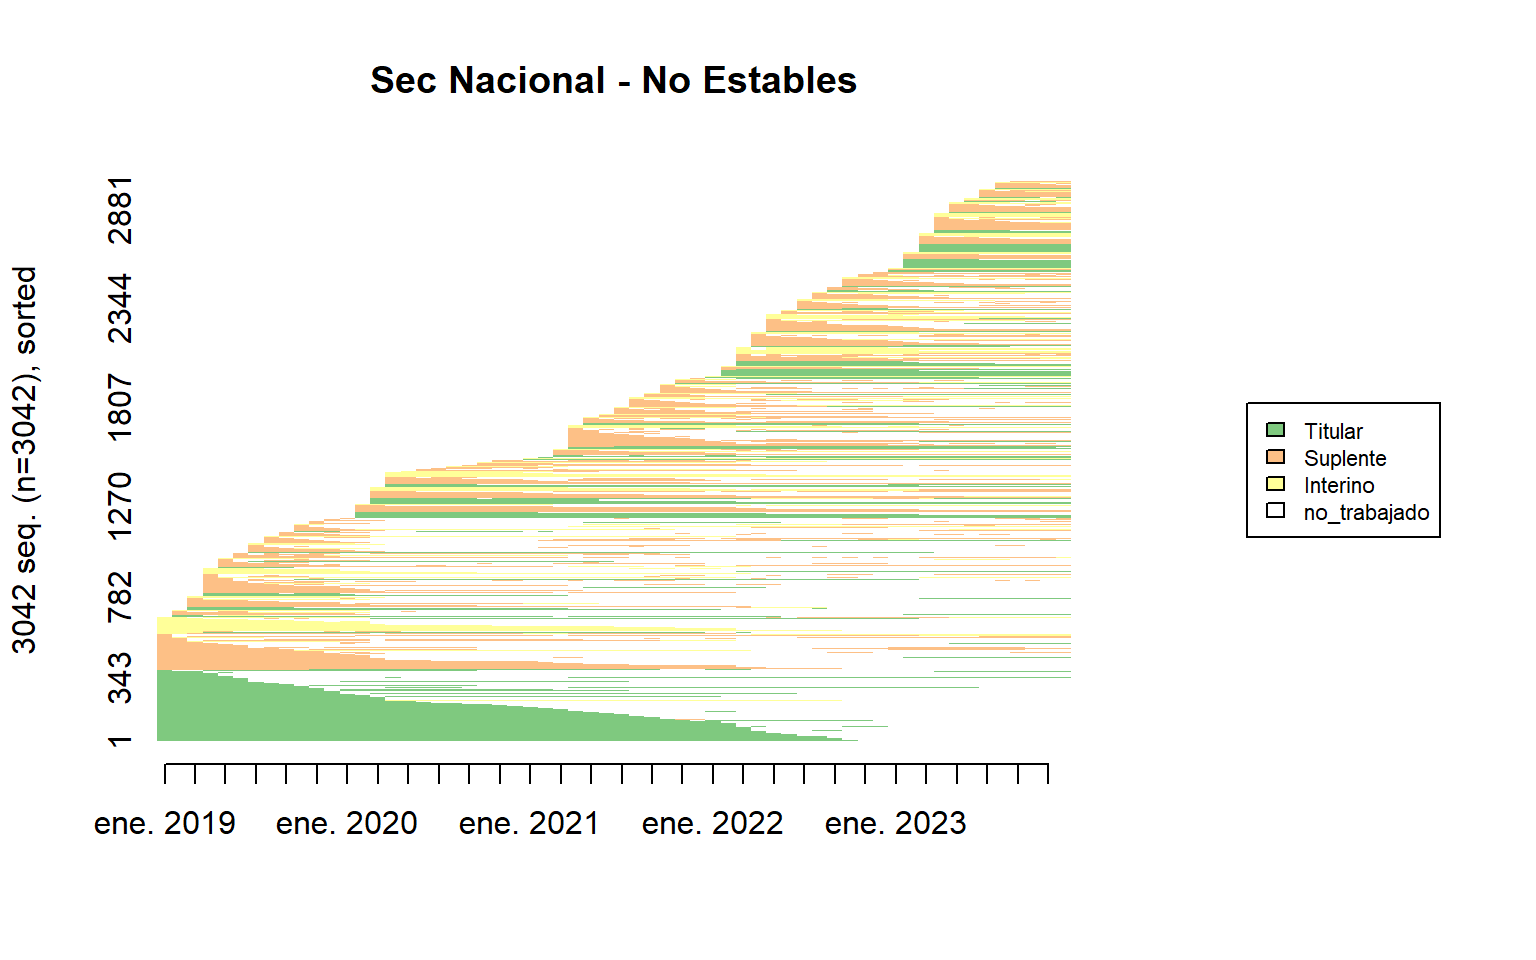 Sec Nacional - No Estables
3042 seq. (n=3042), sorted
2881
2344
1807
1270
782
343
1
ene. 2019 ene. 2020 ene. 2021 ene. 2022 ene. 2023
Titular
Suplente
Interino
no_trabajado